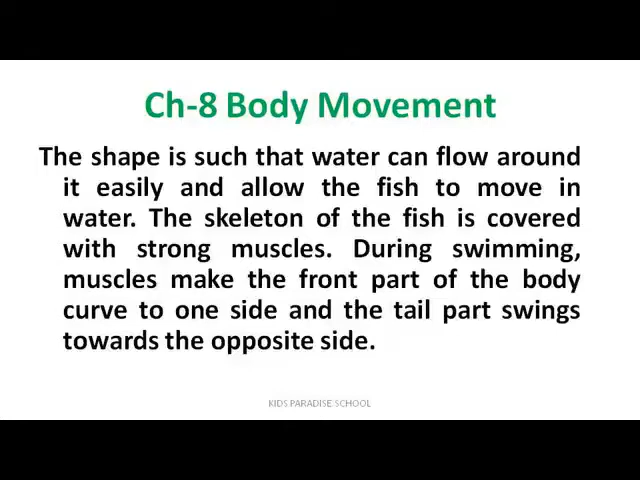 Ch-8 Body Movement
The shape is such that water can flow around
it easily and allow the fish to move in
water. The skeleton of the fish is covered
with strong muscles. During swimming,
muscles make the front part of the body
curve to one side and the tail part swings
towards the opposite side.
KIDS.PARADISE.SCHOOL